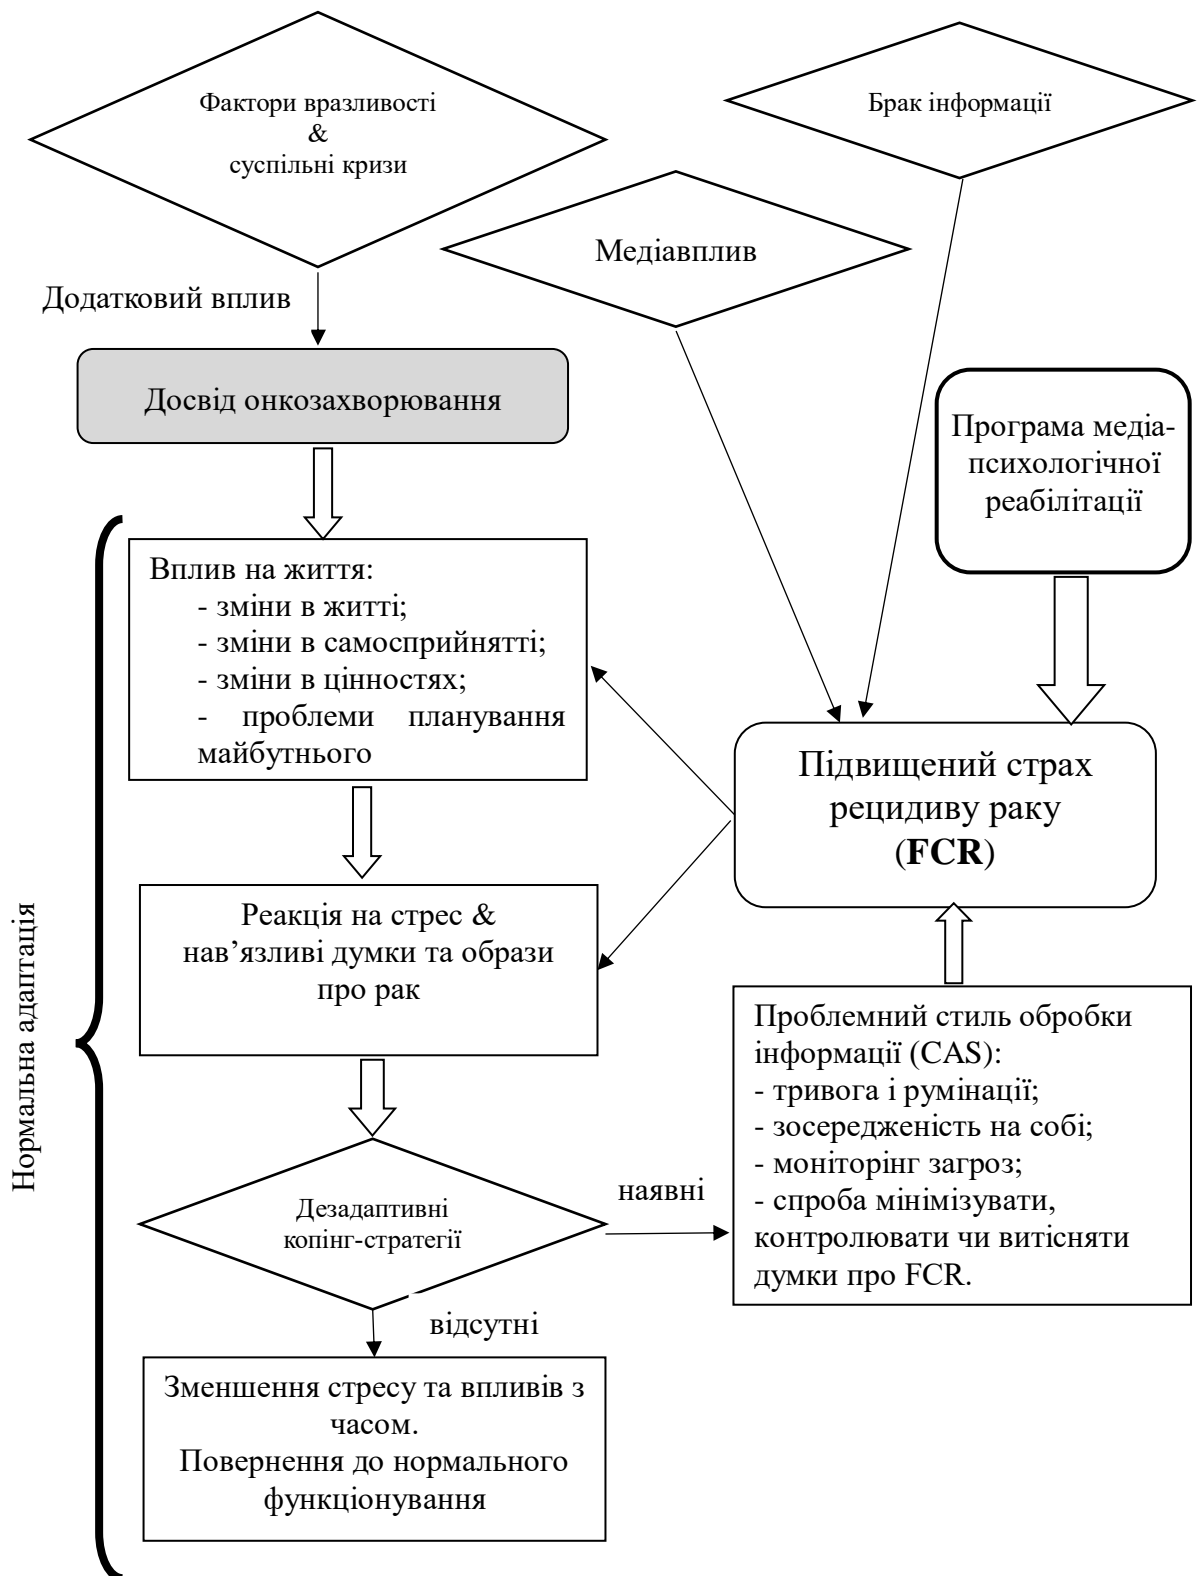 Фактори вразливості
&
суспільні кризи
Брак інформації
Медіавплив
Додатковий вплив
Досвід онкозахворювання
Програма медіа-
психологічної
реабілітації
Вплив на життя:
- зміни в житті;
- зміни в самосприйнятті;
- зміни в цінностях;
- проблеми планування
майбутнього
Підвищений страх
рецидиву раку
(FCR)
Нормальна адаптація
Реакція на стрес &
нав’язливі думки та образи
про рак
Проблемний стиль обробки
інформації (CAS):
- тривога і румінації;
- зосередженість на собі;
- моніторінг загроз;
- спроба мінімізувати,
контролювати чи витісняти
думки про FCR.
Дезадаптивні
копінг-стратегії
наявні
відсутні
Зменшення стресу та впливів з
часом.
Повернення до нормального
функціонування